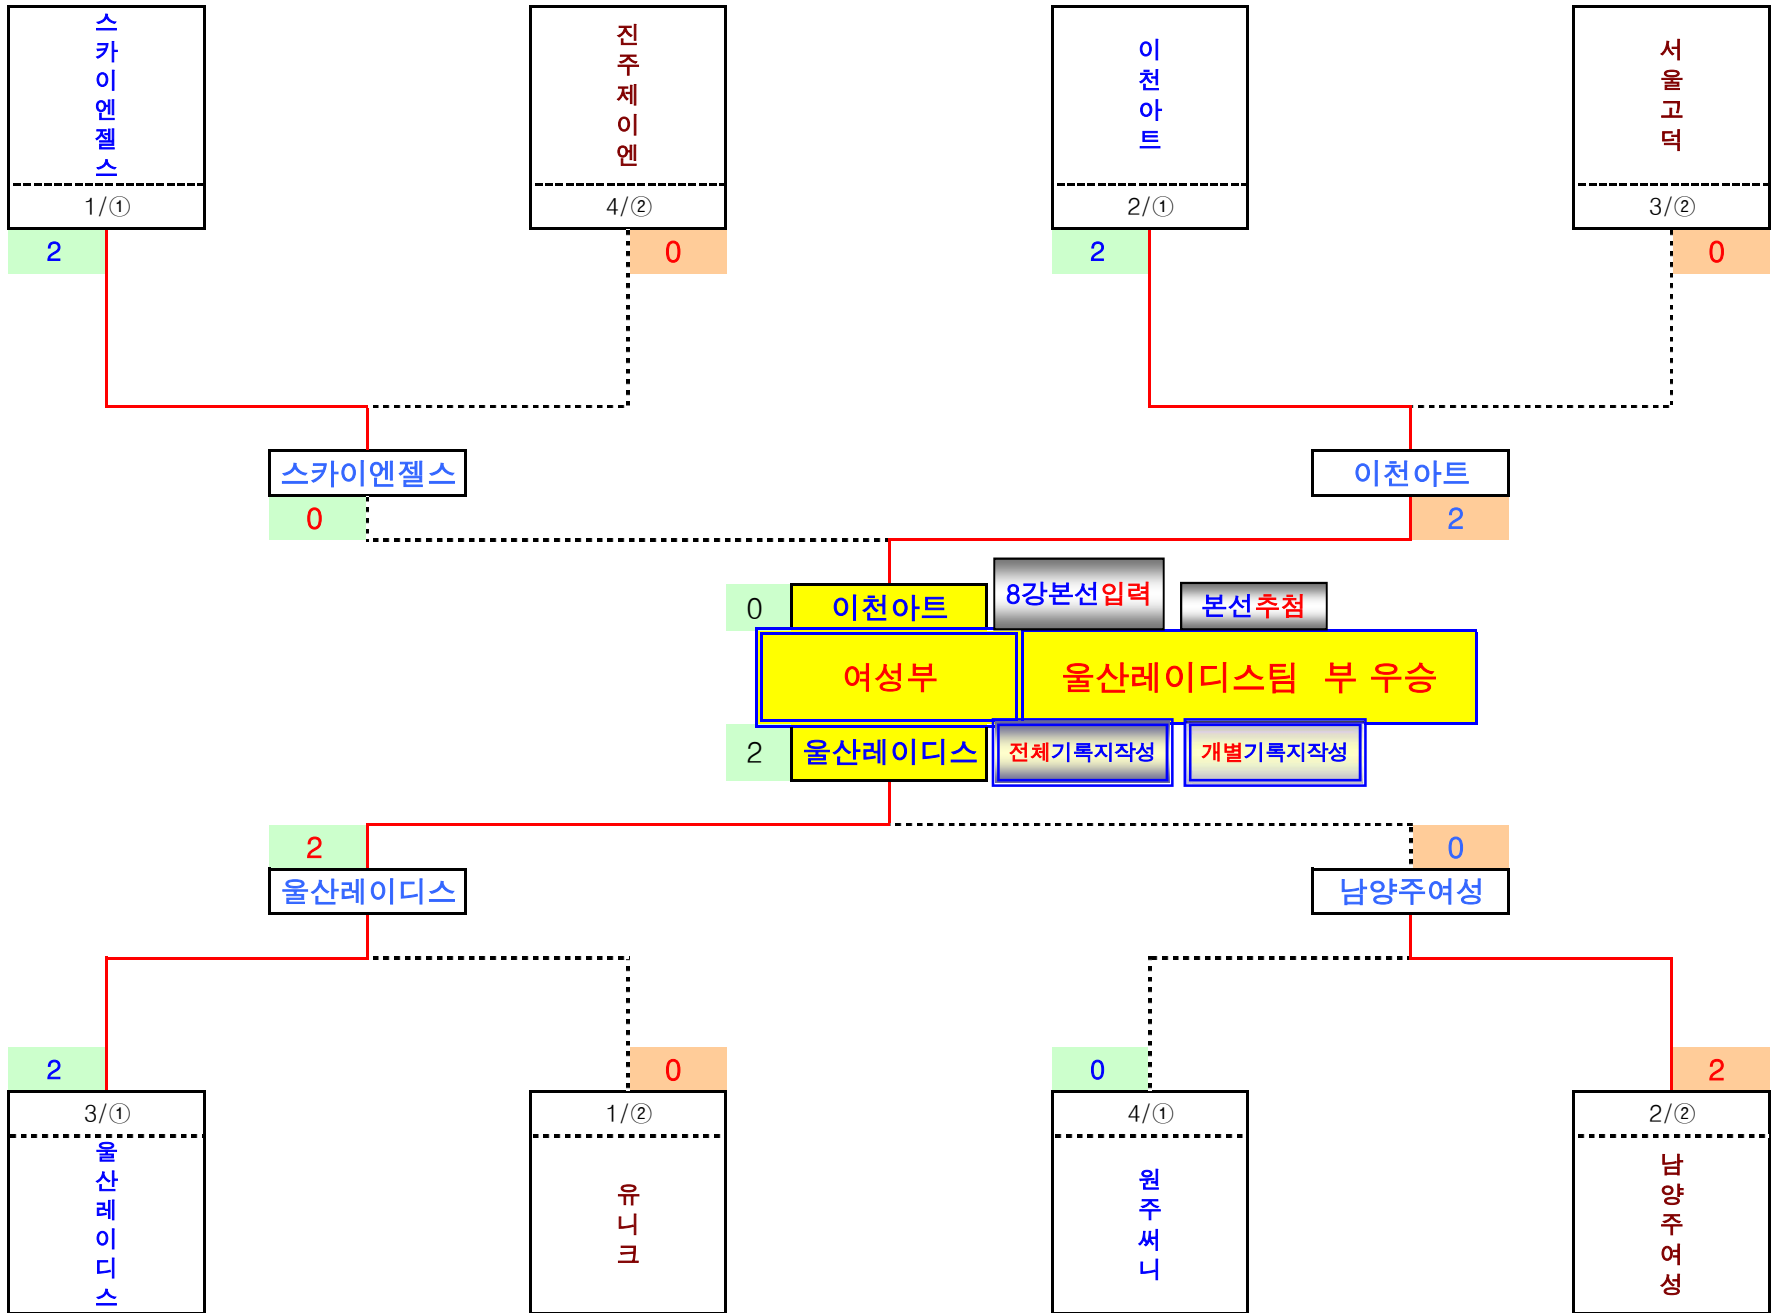 스카이엔젤스
진주제이엔
이천아트
서울고덕
1/①
4/②
2/①
3/②
2
0
2
0
스카이엔젤스
이천아트
0
2
0
이천아트
8강본선입력
본선추첨
여성부
울산레이디스팀 부 우승
2
울산레이디스
전체기록지작성
개별기록지작성
2
0
울산레이디스
남양주여성
2
0
0
2
3/①
1/②
4/①
2/②
울산레이디스
유니크
원주써니
남양주여성